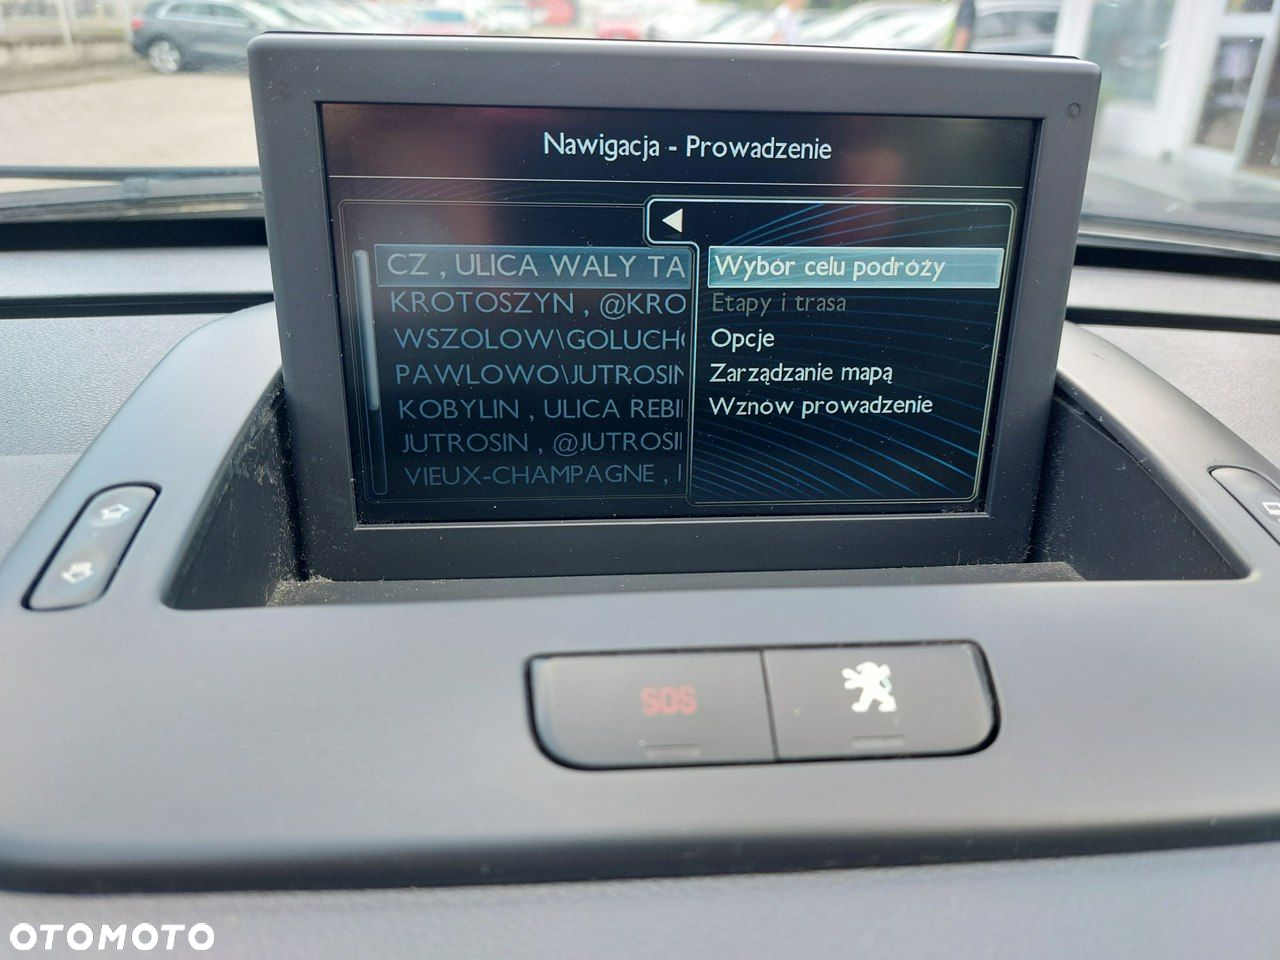 Nawigacja - Prowadzenie
CZ , ULICA WALY TA
KROTOSZYN , @KRO
WSZOLOW\GOLUCH
PAWLOWO\JUTROSIN
KOBYLIN , ULICA REBI
JUTROSIN , @JUTROSI
VIEUX-CHAMPAGNE ,
Wybór celu podróży
Etapy i trasa
Opcje
Zarządzanie mapą
Wznów prowadzenie
SOS
OTOMOTO